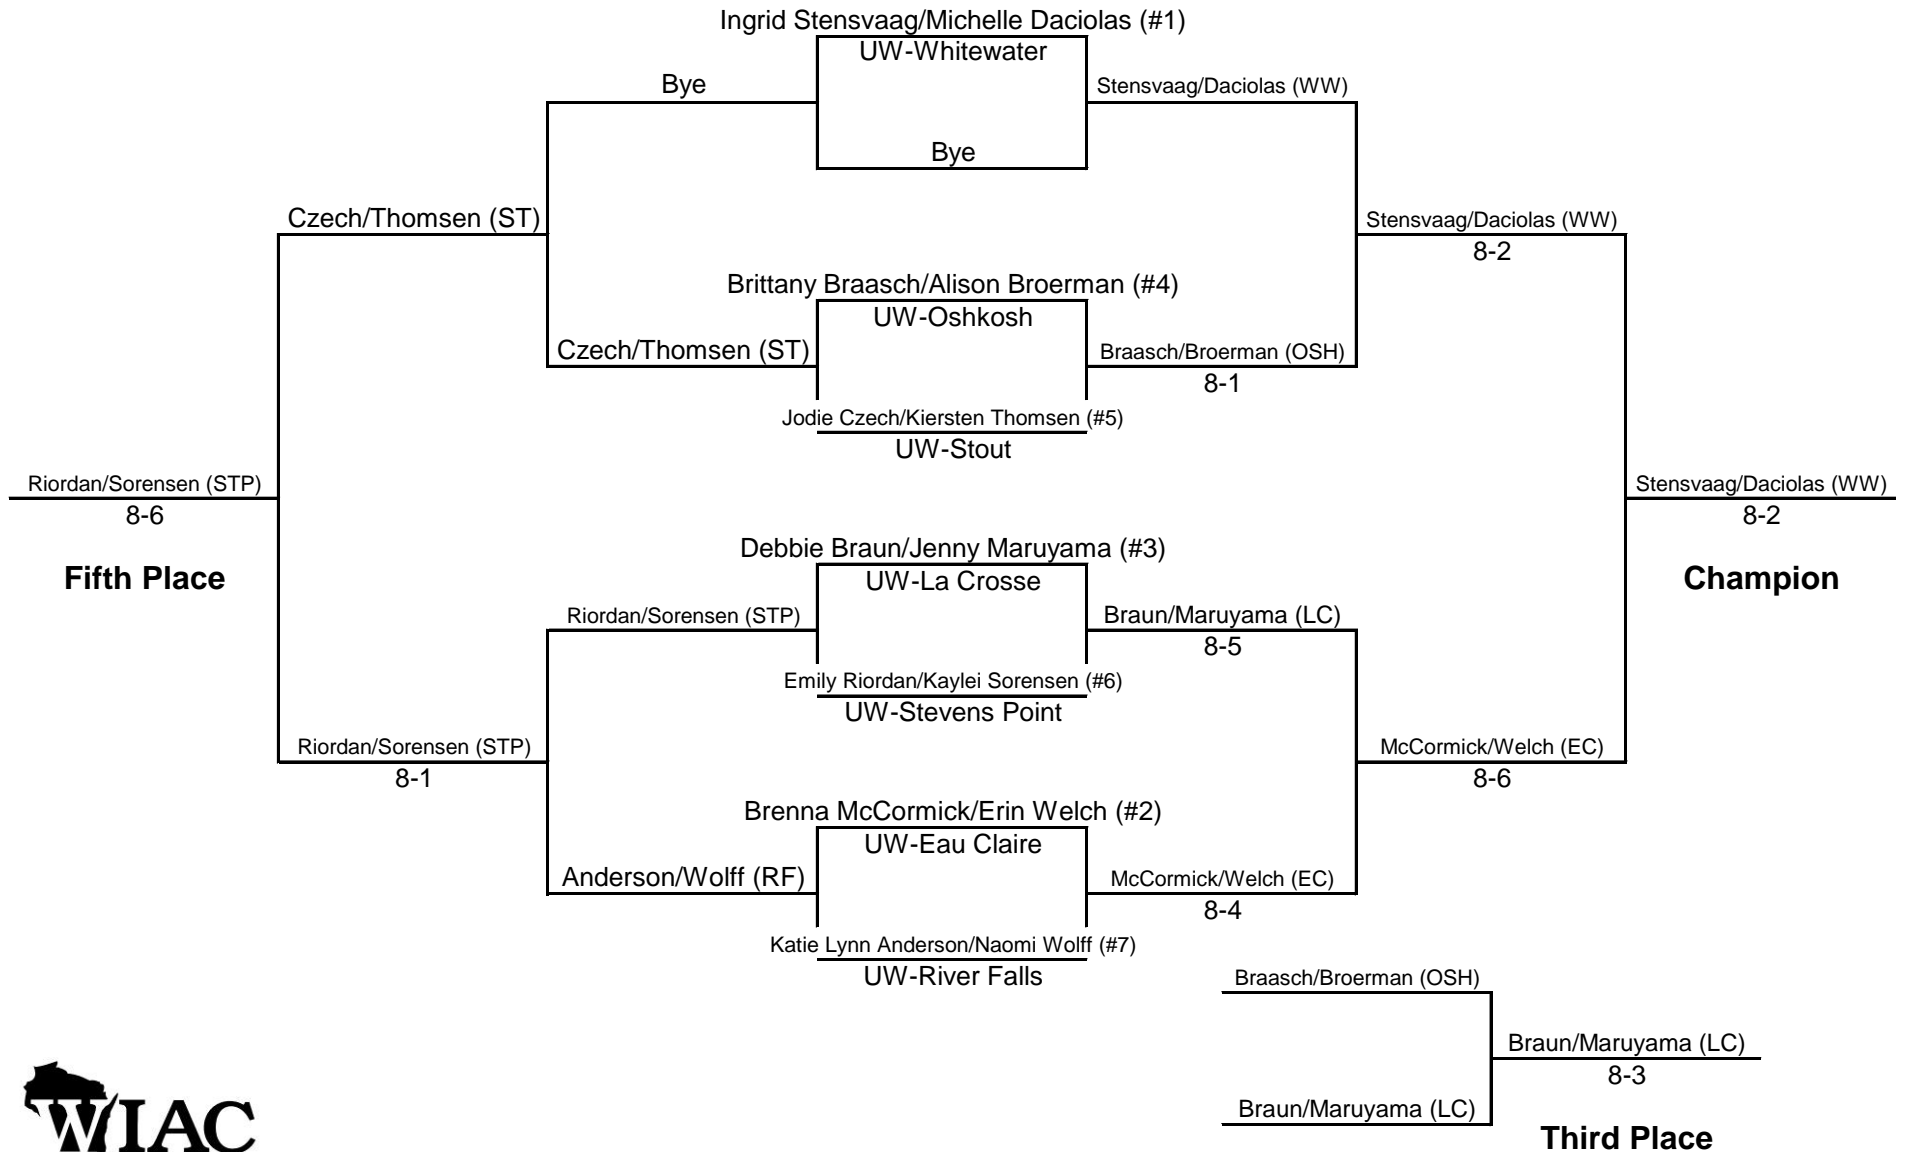 Ingrid Stensvaag/Michelle Daciolas (#1)
UW-Whitewater
Bye
Stensvaag/Daciolas (WW)
Bye
Czech/Thomsen (ST)
Stensvaag/Daciolas (WW)
8-2
Brittany Braasch/Alison Broerman (#4)
UW-Oshkosh
Czech/Thomsen (ST)
Braasch/Broerman (OSH)
8-1
Jodie Czech/Kiersten Thomsen (#5)
UW-Stout
Riordan/Sorensen (STP)
8-6
Fifth Place
Stensvaag/Daciolas (WW)
8-2
Champion
Debbie Braun/Jenny Maruyama (#3)
UW-La Crosse
Riordan/Sorensen (STP)
Braun/Maruyama (LC)
8-5
Emily Riordan/Kaylei Sorensen (#6)
UW-Stevens Point
Riordan/Sorensen (STP)
8-1
McCormick/Welch (EC)
8-6
Brenna McCormick/Erin Welch (#2)
UW-Eau Claire
Anderson/Wolff (RF)
McCormick/Welch (EC)
8-4
Katie Lynn Anderson/Naomi Wolff (#7)
UW-River Falls
Braasch/Broerman (OSH)
Braun/Maruyama (LC)
8-3
Braun/Maruyama (LC)
Third Place
WIAC